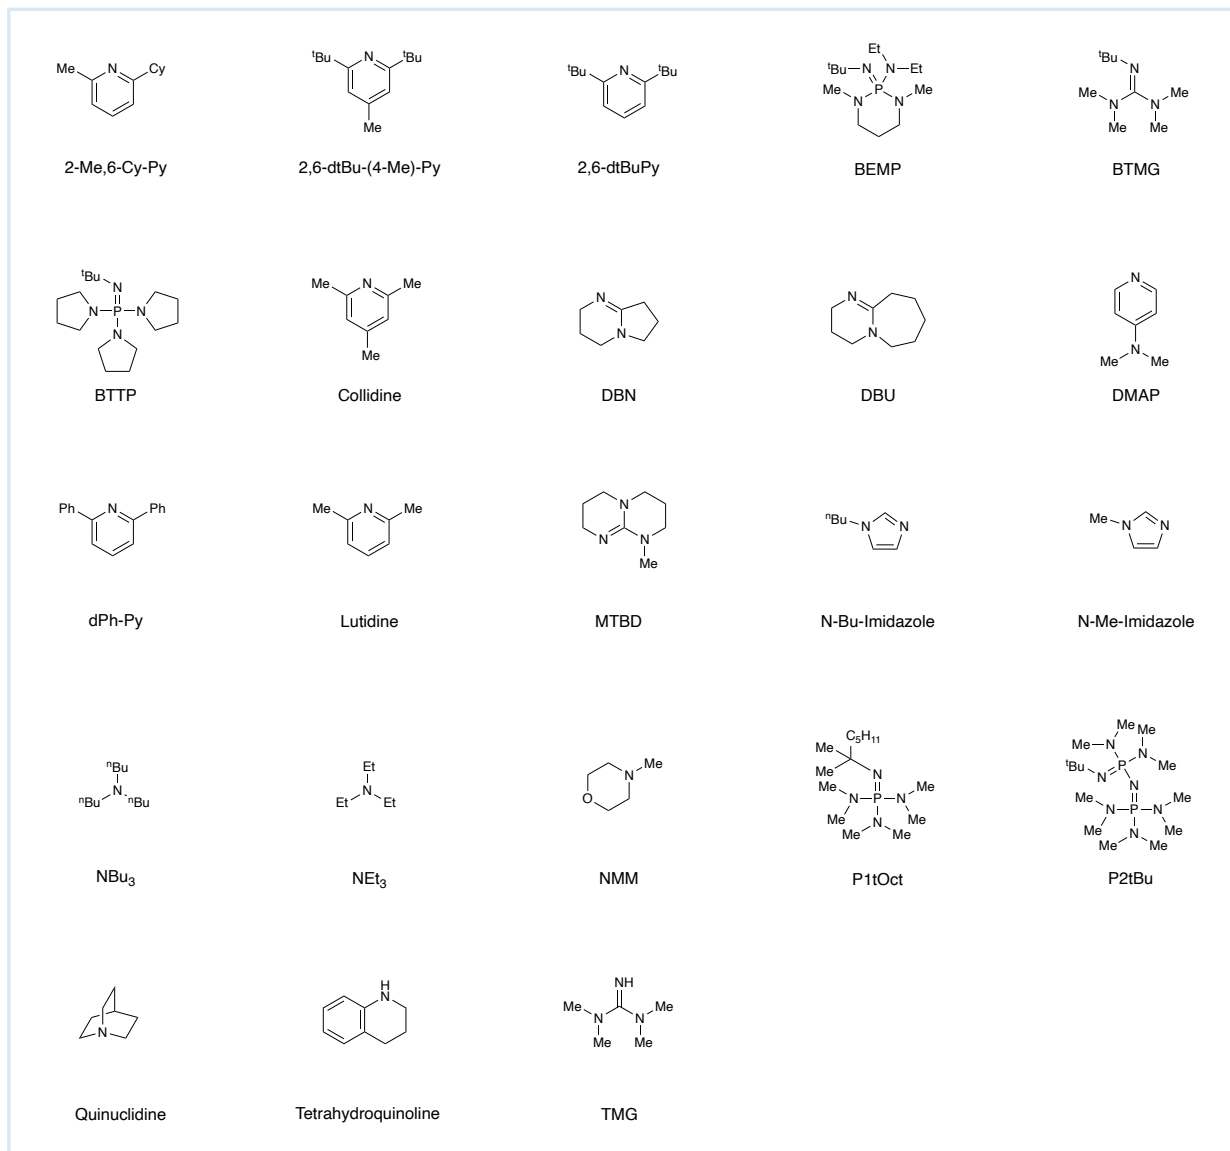 Me N Cy
tBu N tBu
Me
tBu N tBu
Et
tBu N N Et
Me P Me
N N
tBu
N
Me N N Me
Me Me
2-Me,6-Cy-Py
2,6-dtBu-(4-Me)-Py
2,6-dtBuPy
BEMP
BTMG
tBu
N
N P N
N
Me N Me
Me
N
N
N
N
N
N
Me N Me
BTTP
Collidine
DBN
DBU
DMAP
Ph N Ph
Me N Me
N
N N
Me
nBu N N
Me N N
dPh-Py
Lutidine
MTBD
N-Bu-Imidazole
N-Me-Imidazole
nBu
N
nBu nBu
Et
N
Et Et
N Me
O
C5H11
Me
Me N
Me Me
N P N
Me N Me
Me Me
Me Me
Me N N
tBu P Me
N N
Me Me
N P N
Me N Me
Me Me
NBu3
NEt3
NMM
P1tOct
P2tBu
N
H
N
NH
Me Me
N N
Me Me
Quinuclidine
Tetrahydroquinoline
TMG